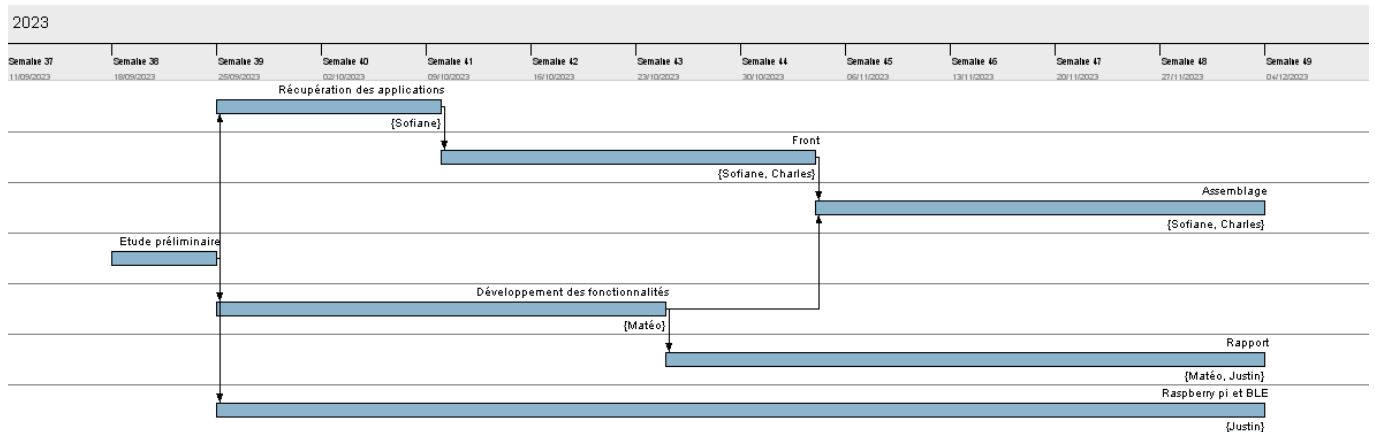 2023
Semaine 37 Semaine 38 Semaine 39 Semaine 40 Semaine 41 Semaine 42 Semaine 43 Semaine 44 Semaine 45 Semaine 46 Semaine 47 Semaine 48 Semaine 49
11/09/2023 18/09/2023 25/09/2023 02/10/2023 09/10/2023 16/10/2023 23/10/2023 30/10/2023 06/11/2023 13/11/2023 20/11/2023 27/11/2023 04/12/2023
Récupération des applications
{Sofiane}
Front
{Sofiane, Charles}
Assemblage
{Sofiane, Charles}
Etude préliminaire
Développement des fonctionnalités
{Matéo}
Rapport
{Matéo, Justin}
Raspberry pi et BLE
{Justin}